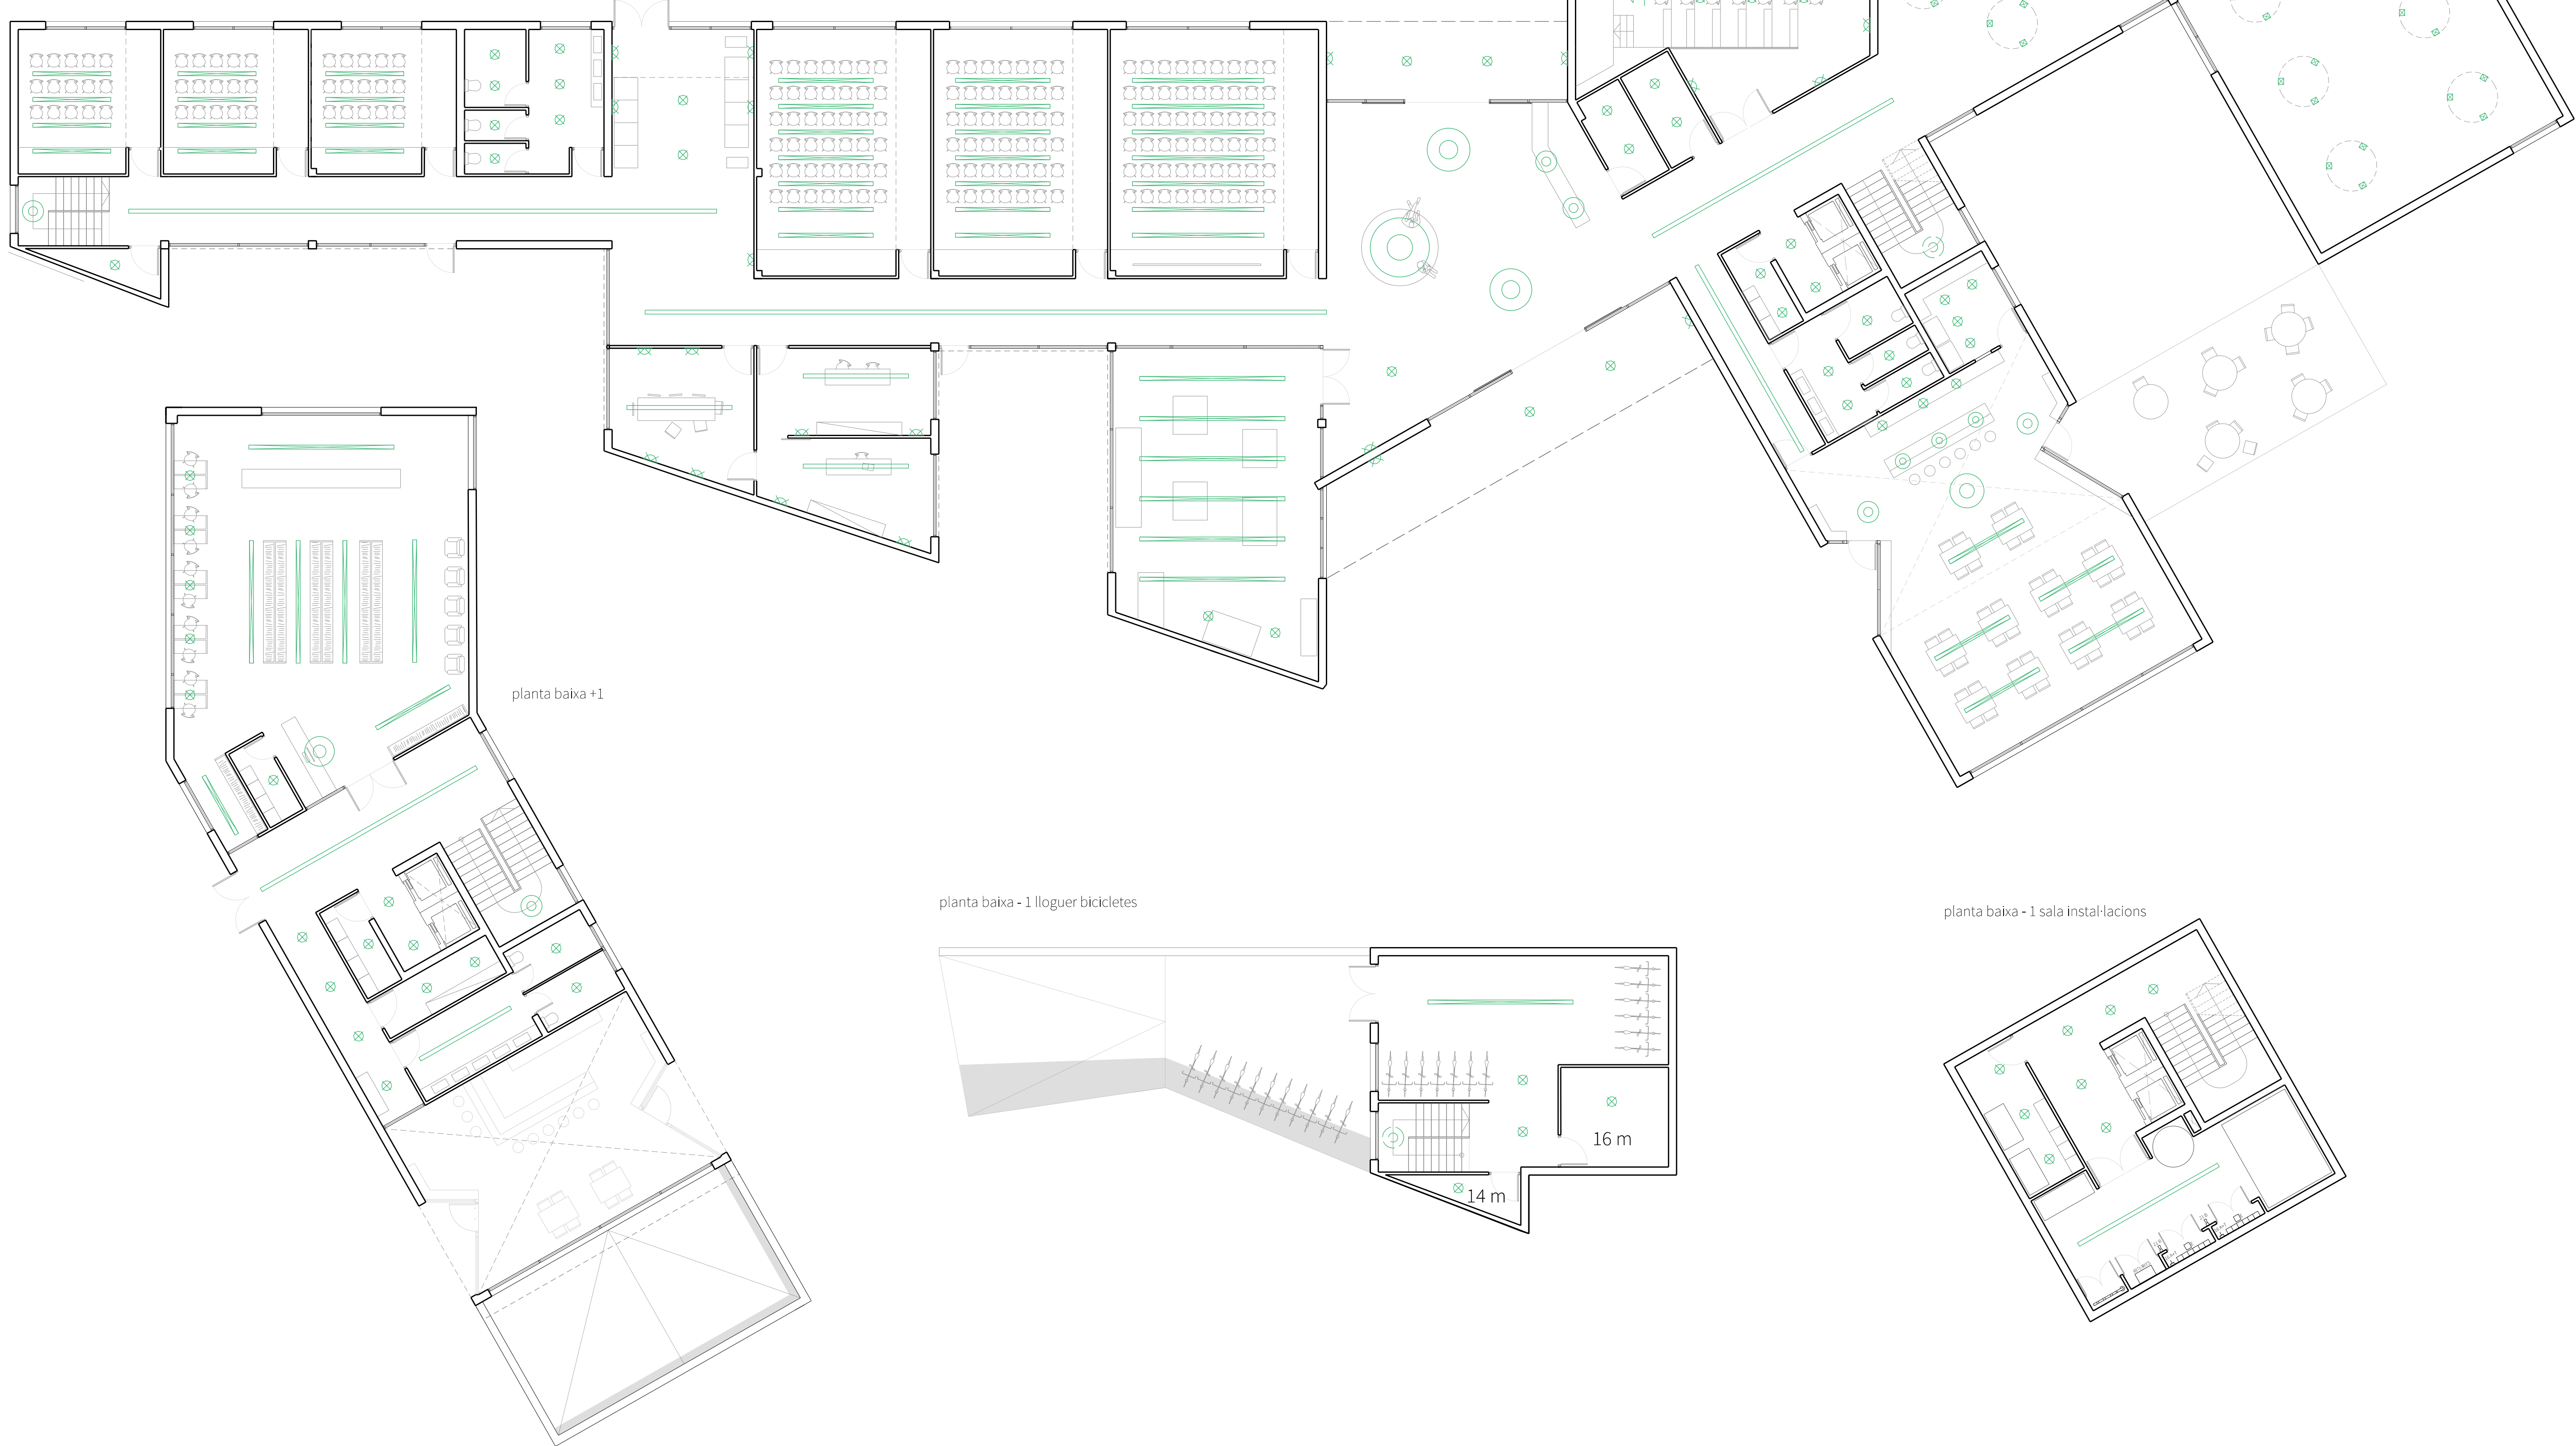 planta baixa +1
planta baixa - 1 lloguer bicicletes
planta baixa - 1 sala instal·lacions
16 m
14 m